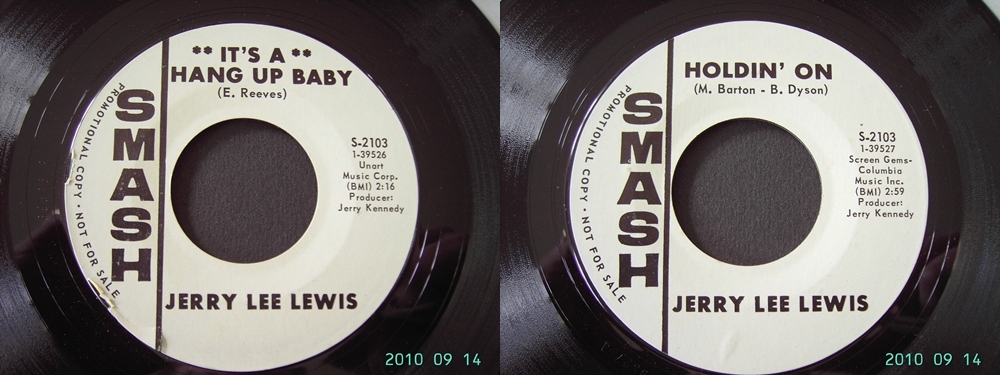 ** IT'S A **
HANG UP BABY
(E. Reeves)
SMASH
PROMOTIONAL COPY • NOT FOR SALE
S-2103
1-39526
Unart
Music Corp.
(BMI) 2:16
Producer:
Jerry Kennedy
JERRY LEE LEWIS
2010 09 14
HOLDIN' ON
(M. Barton - B. Dyson)
SMASH
PROMOTIONAL COPY • NOT FOR SALE
S-2103
1-39527
Screen Gems-
Columbia
Music Inc.
(BMI) 2:59
Producer:
Jerry Kennedy
JERRY LEE LEWIS
2010 09 14